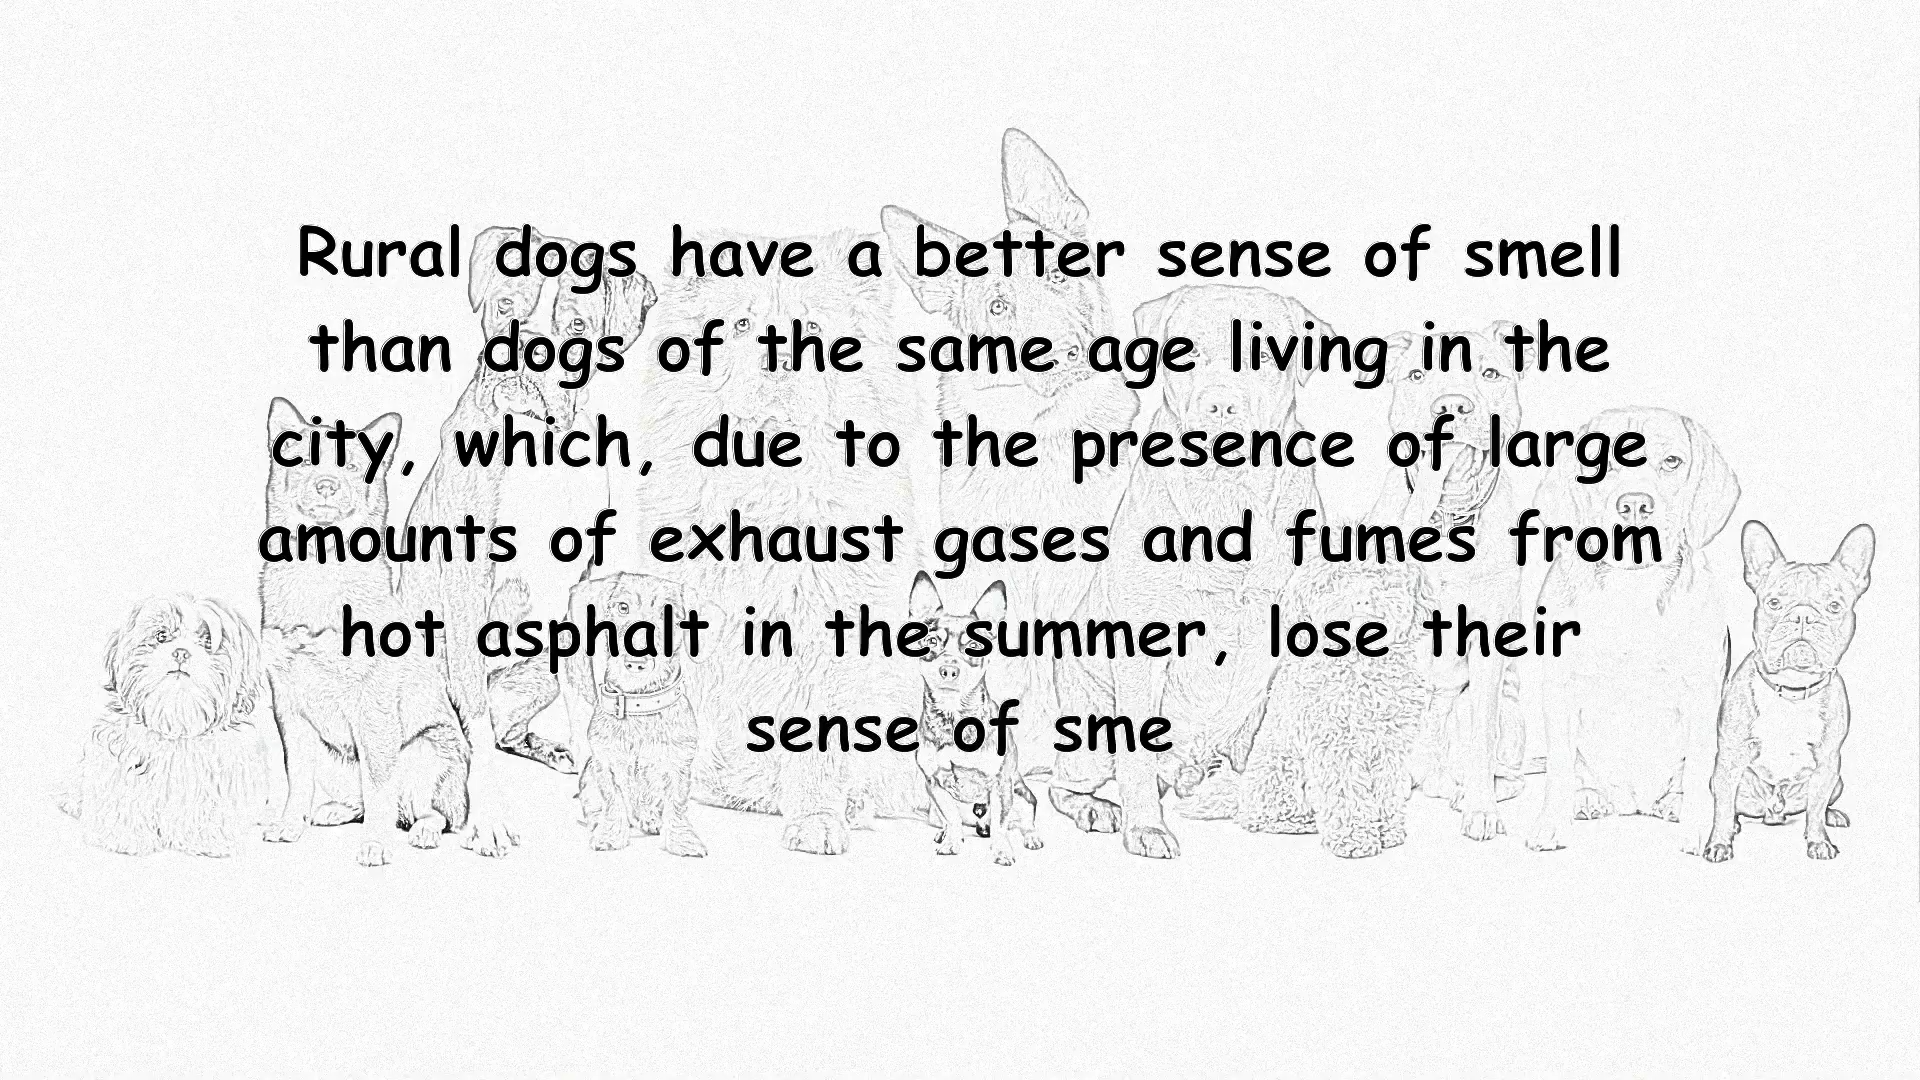 Rural dogs have a better sense of smell
than dogs of the same age living in the
city, which, due to the presence of large
amounts of exhaust gases and fumes from
hot asphalt in the summer, lose their
sense of sme